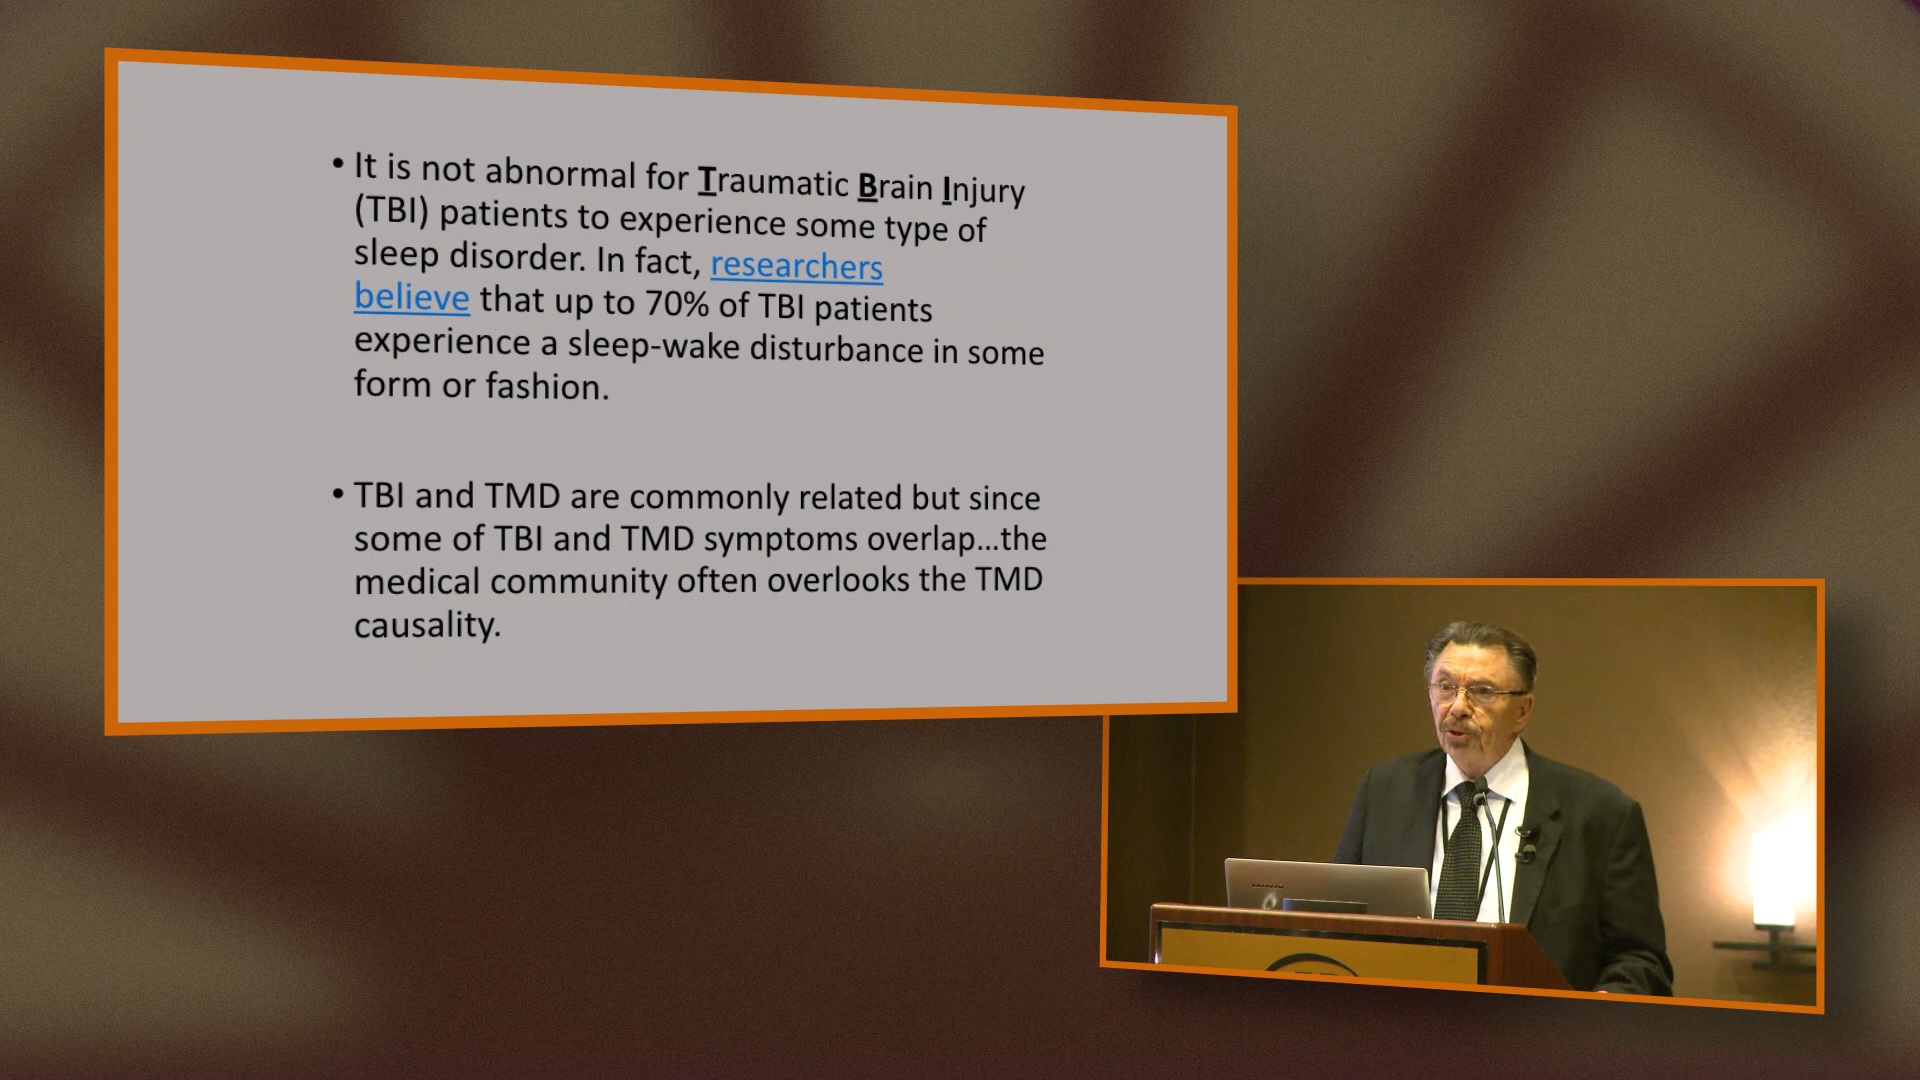 • It is not abnormal for Traumatic Brain Injury
(TBI) patients to experience some type of
sleep disorder. In fact, researchers
believe that up to 70% of TBI patients
experience a sleep-wake disturbance in some
form or fashion.
• TBI and TMD are commonly related but since
some of TBI and TMD symptoms overlap…the
medical community often overlooks the TMD
causality.